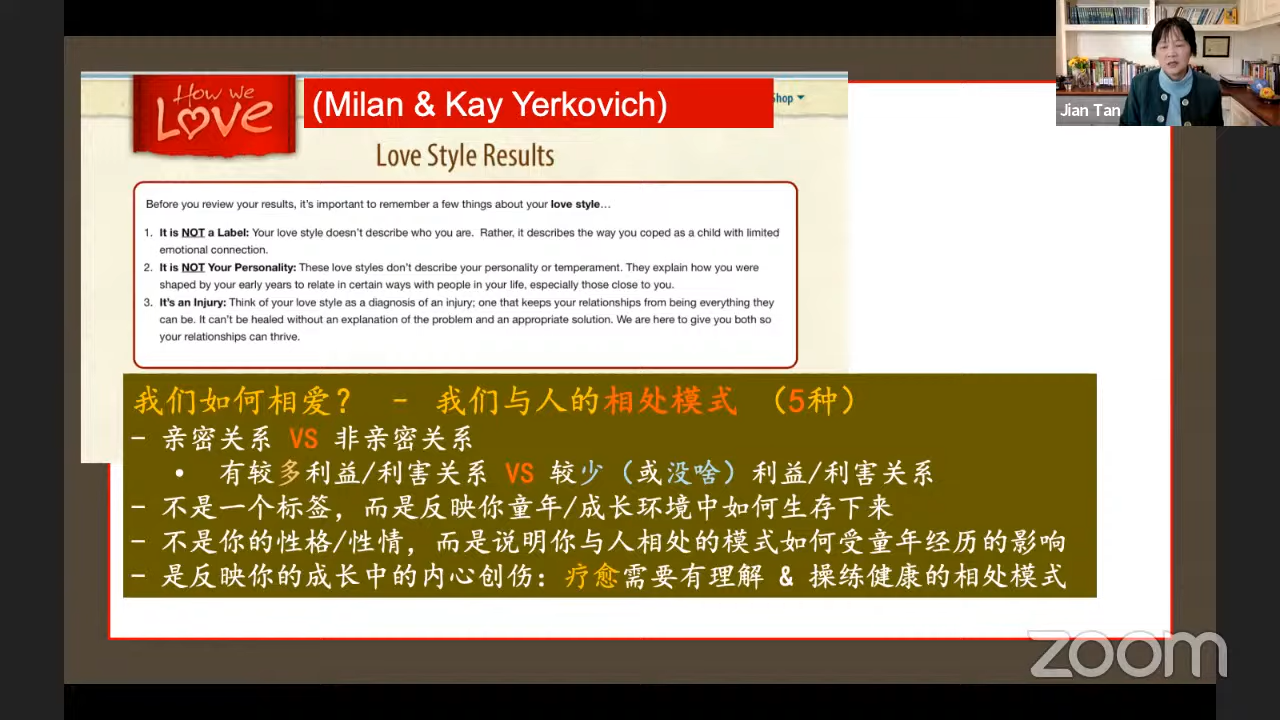 How we
Love
(Milan & Kay Yerkovich)
Shop
Jian Tan
Love Style Results
Before you review your results, it's important to remember a few things about your love style…
1. It is NOT a Label: Your love style doesn't describe who you are. Rather, it describes the way you coped as a child with limited
emotional connection.
2. It is NOT Your Personality: These love styles don't describe your personality or temperament. They explain how you were
shaped by your early years to relate in certain ways with people in your life, especially those close to you.
3. It's an Injury: Think of your love style as a diagnosis of an injury; one that keeps your relationships from being everything they
can be. It can't be healed without an explanation of the problem and an appropriate solution. We are here to give you both so
your relationships can thrive.
我们如何相爱？ - 我们与人的相处模式 （5种）
- 亲密关系 VS 非亲密关系
• 有较多利益/利害关系 VS 较少（或没啥）利益/利害关系
- 不是一个标签，而是反映你童年/成长环境中如何生存下来
- 不是你的性格/性情，而是说明你与人相处的模式如何受童年经历的影响
- 是反映你的成长中的内心创伤：疗愈需要有理解 & 操练健康的相处模式
zoom